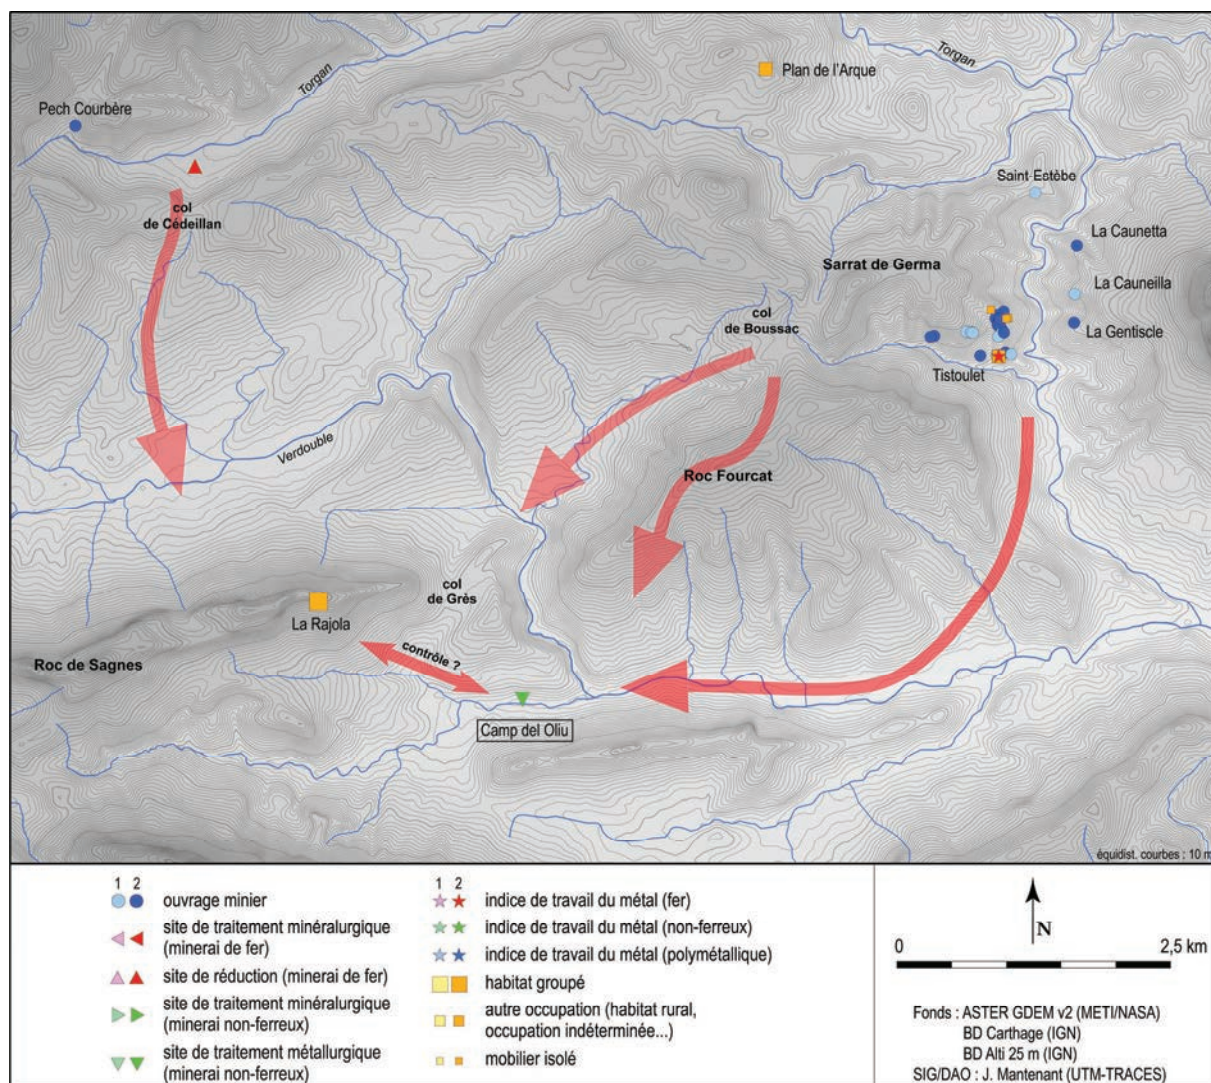 Torgan
Torgan
Plan de l'Arque
Pech Courbère
Saint-Estèbe
col
de Cédeillan
La Caunetta
Sarrat de Germa
La Cauneilla
col
de Boussac
La Gentiscle
Tistoulet
Verdouble
Roc Fourcat
col
de Grès
La Rajola
contrôle ?
Roc de Sagnes
Camp del Oliu
équidist. courbes : 10 m
1 2
ouvrage minier
site de traitement minéralurgique
(minerai de fer)
site de réduction (minerai de fer)
site de traitement minéralurgique
(minerai non-ferreux)
site de traitement métallurgique
(minerai non-ferreux)
1 2
indice de travail du métal (fer)
indice de travail du métal (non-ferreux)
indice de travail du métal (polymétallique)
habitat groupé
autre occupation (habitat rural,
occupation indéterminée...)
mobilier isolé
N
0 2,5 km
Fonds : ASTER GDEM v2 (METI/NASA)
BD Carthage (IGN)
BD Alti 25 m (IGN)
SIG/DAO : J. Mantenant (UTM-TRACES)